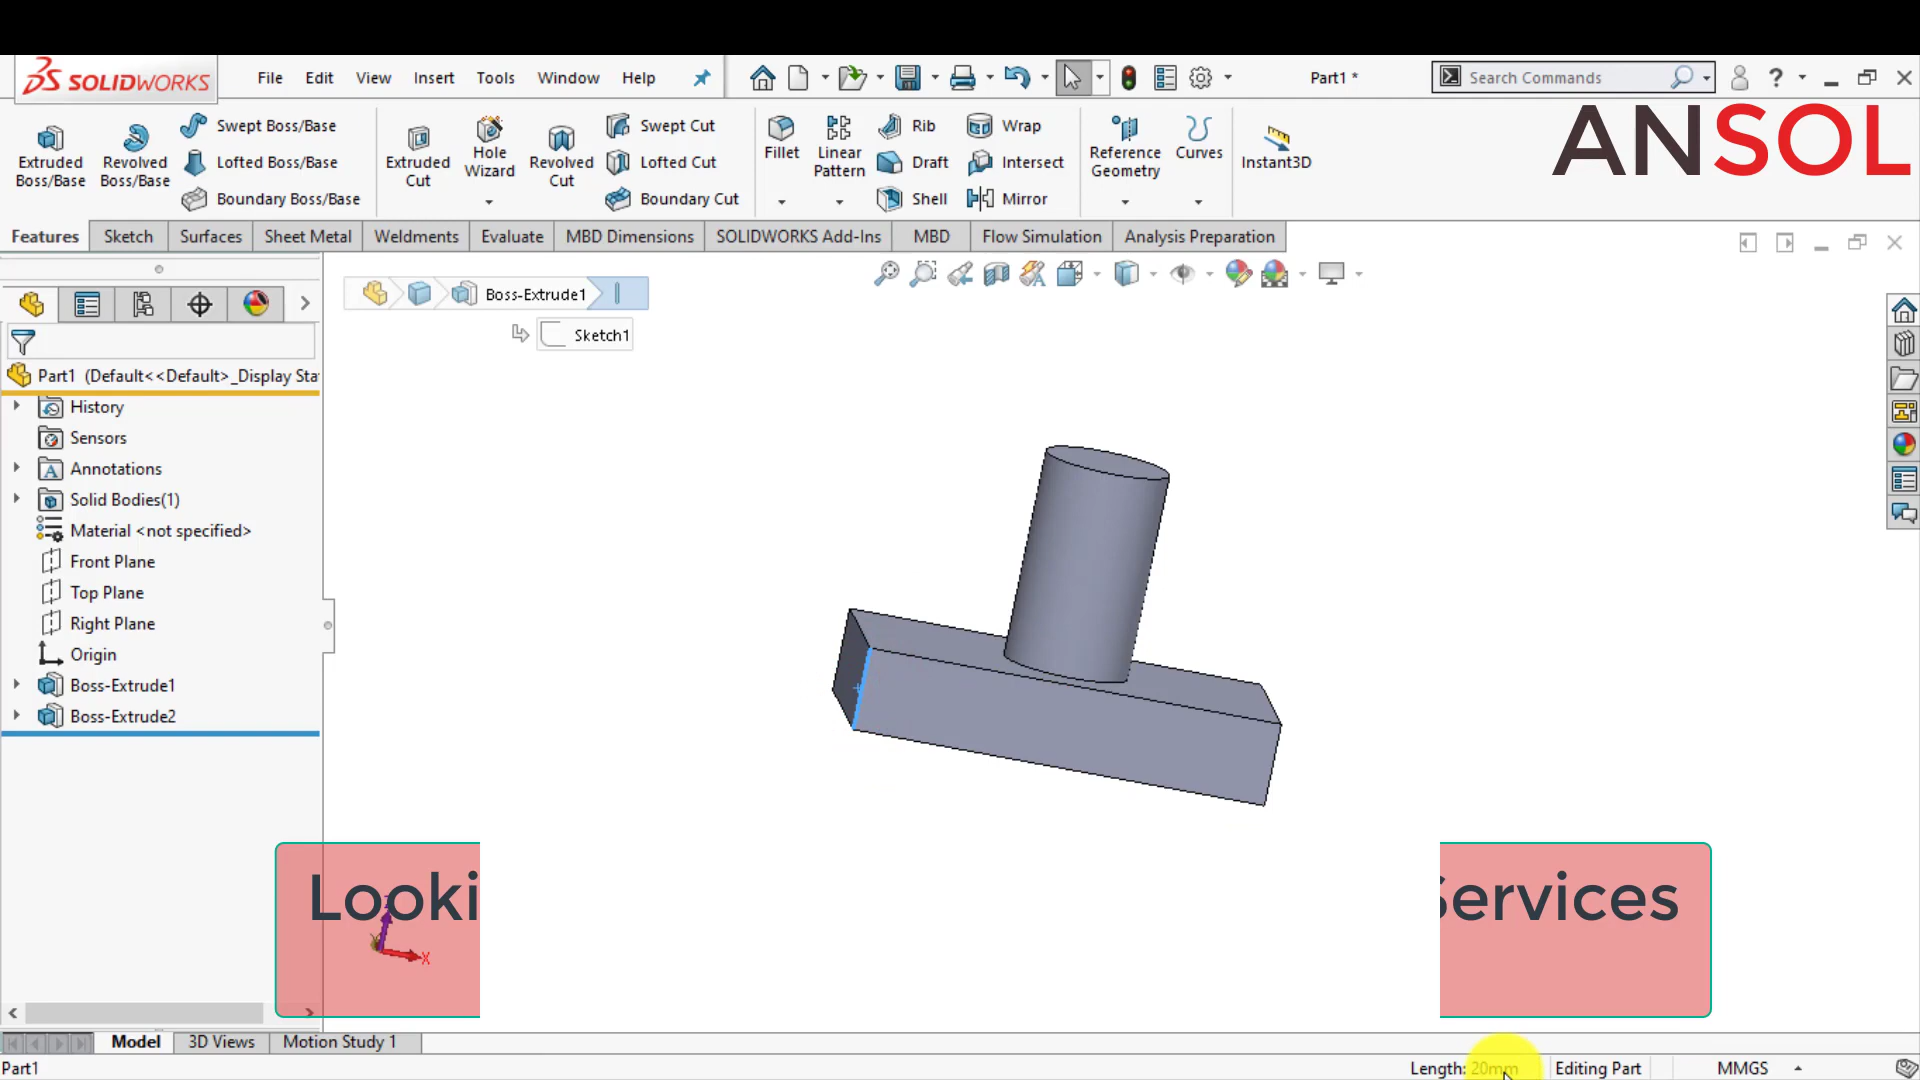 SOLIDWORKS
File Edit View Insert Tools Window Help
Part1 *
Search Commands
?
ANSOL
Extruded Boss/Base
Revolved Boss/Base
Swept Boss/Base
Lofted Boss/Base
Boundary Boss/Base
Extruded Cut
Hole Wizard
Revolved Cut
Swept Cut
Lofted Cut
Boundary Cut
Fillet
Linear Pattern
Rib
Draft
Shell
Wrap
Intersect
Mirror
Reference Geometry
Curves
Instant3D
Features Sketch Surfaces Sheet Metal Weldments Evaluate MBD Dimensions SOLIDWORKS Add-Ins MBD Flow Simulation Analysis Preparation
Boss-Extrude1
Sketch1
Part1 (Default<<Default>_Display Sta
History
Sensors
Annotations
Solid Bodies(1)
Material <not specified>
Front Plane
Top Plane
Right Plane
Origin
Boss-Extrude1
Boss-Extrude2
Looki
Services
X
Model 3D Views Motion Study 1
Part1
Length: 20mm
Editing Part
MMGS